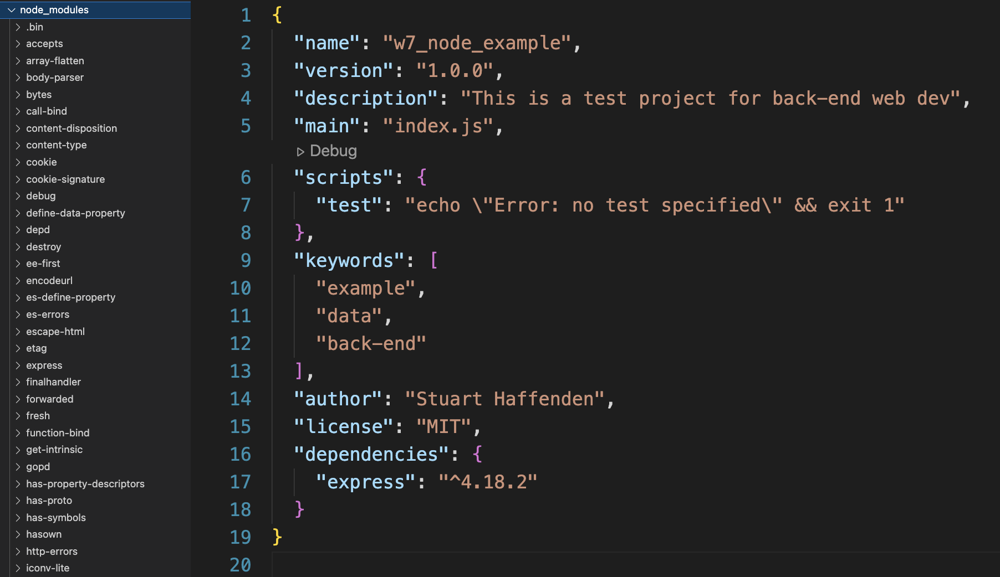 node_modules
.bin
accepts
array-flatten
body-parser
bytes
call-bind
content-disposition
content-type
cookie
cookie-signature
debug
define-data-property
depd
destroy
ee-first
encodeurl
es-define-property
es-errors
escape-html
etag
express
finalhandler
forwarded
fresh
function-bind
get-intrinsic
gopd
has-property-descriptors
has-proto
has-symbols
hasown
http-errors
iconv-lite
1 {
2 "name": "w7_node_example",
3 "version": "1.0.0",
4 "description": "This is a test project for back-end web dev",
5 "main": "index.js",
Debug
6 "scripts": {
7 "test": "echo \"Error: no test specified\" && exit 1"
8 },
9 "keywords": [
10 "example",
11 "data",
12 "back-end"
13 ],
14 "author": "Stuart Haffenden",
15 "license": "MIT",
16 "dependencies": {
17 "express": "^4.18.2"
18 }
19 }
20